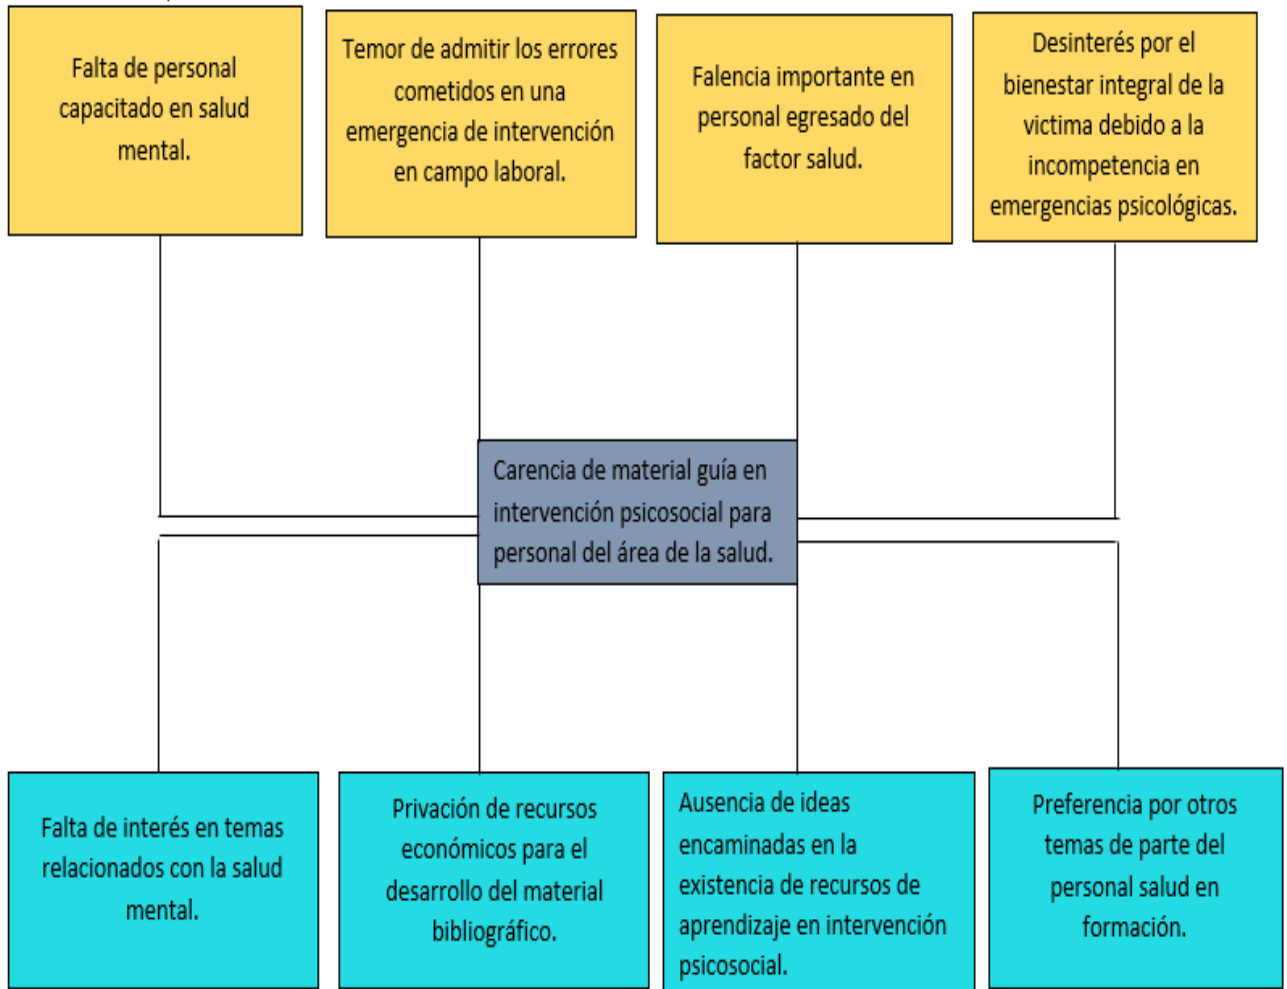 Falta de personal
capacitado en salud
mental.
Temor de admitir los errores
cometidos en una
emergencia de intervención
en campo laboral.
Falencia importante en
personal egresado del
factor salud.
Desinterés por el
bienestar integral de la
victima debido a la
incompetencia en
emergencias psicológicas.
Carencia de material guía en
intervención psicosocial para
personal del área de la salud.
Falta de interés en temas
relacionados con la salud
mental.
Privación de recursos
económicos para el
desarrollo del material
bibliográfico.
Ausencia de ideas
encaminadas en la
existencia de recursos de
aprendizaje en intervención
psicosocial.
Preferencia por otros
temas de parte del
personal salud en
formación.